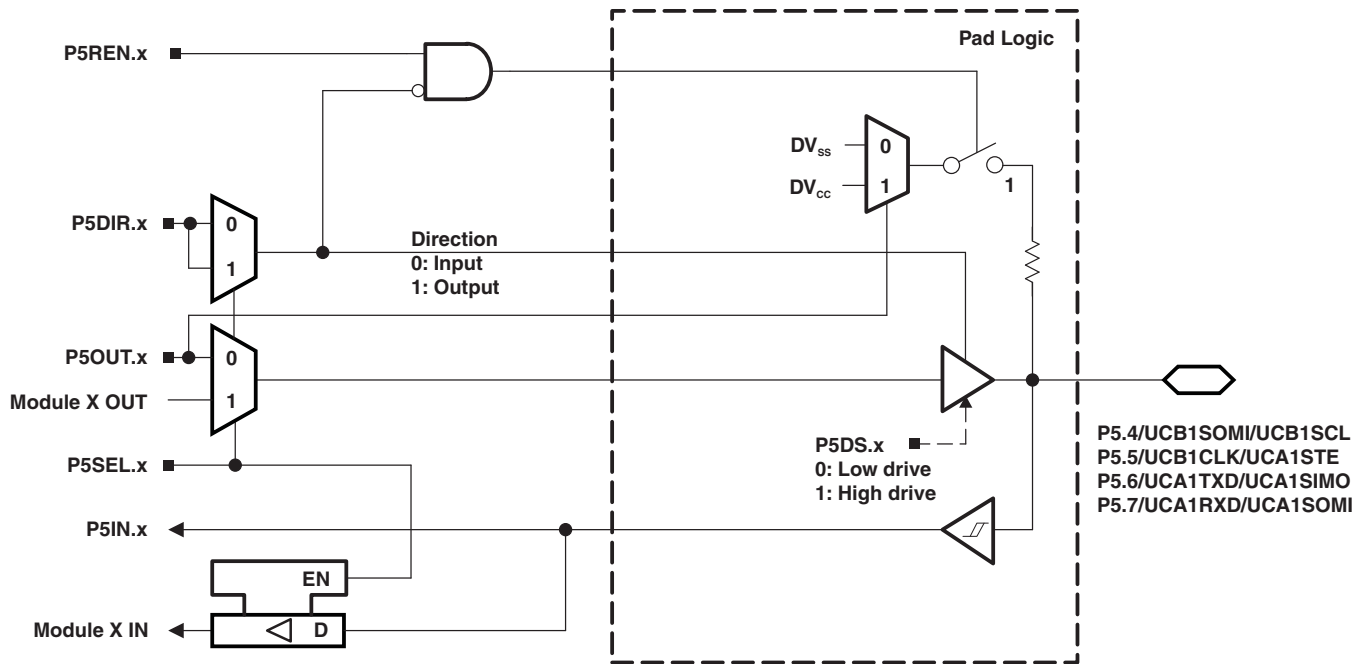 Pad Logic
P5REN.x
DVss
0
DVcc
1
1
P5DIR.x
0
1
Direction
0: Input
1: Output
P5OUT.x
0
Module X OUT
1
P5DS.x
0: Low drive
1: High drive
P5SEL.x
P5.4/UCB1SOMI/UCB1SCL
P5.5/UCB1CLK/UCA1STE
P5.6/UCA1TXD/UCA1SIMO
P5.7/UCA1RXD/UCA1SOMI
P5IN.x
EN
Module X IN
D